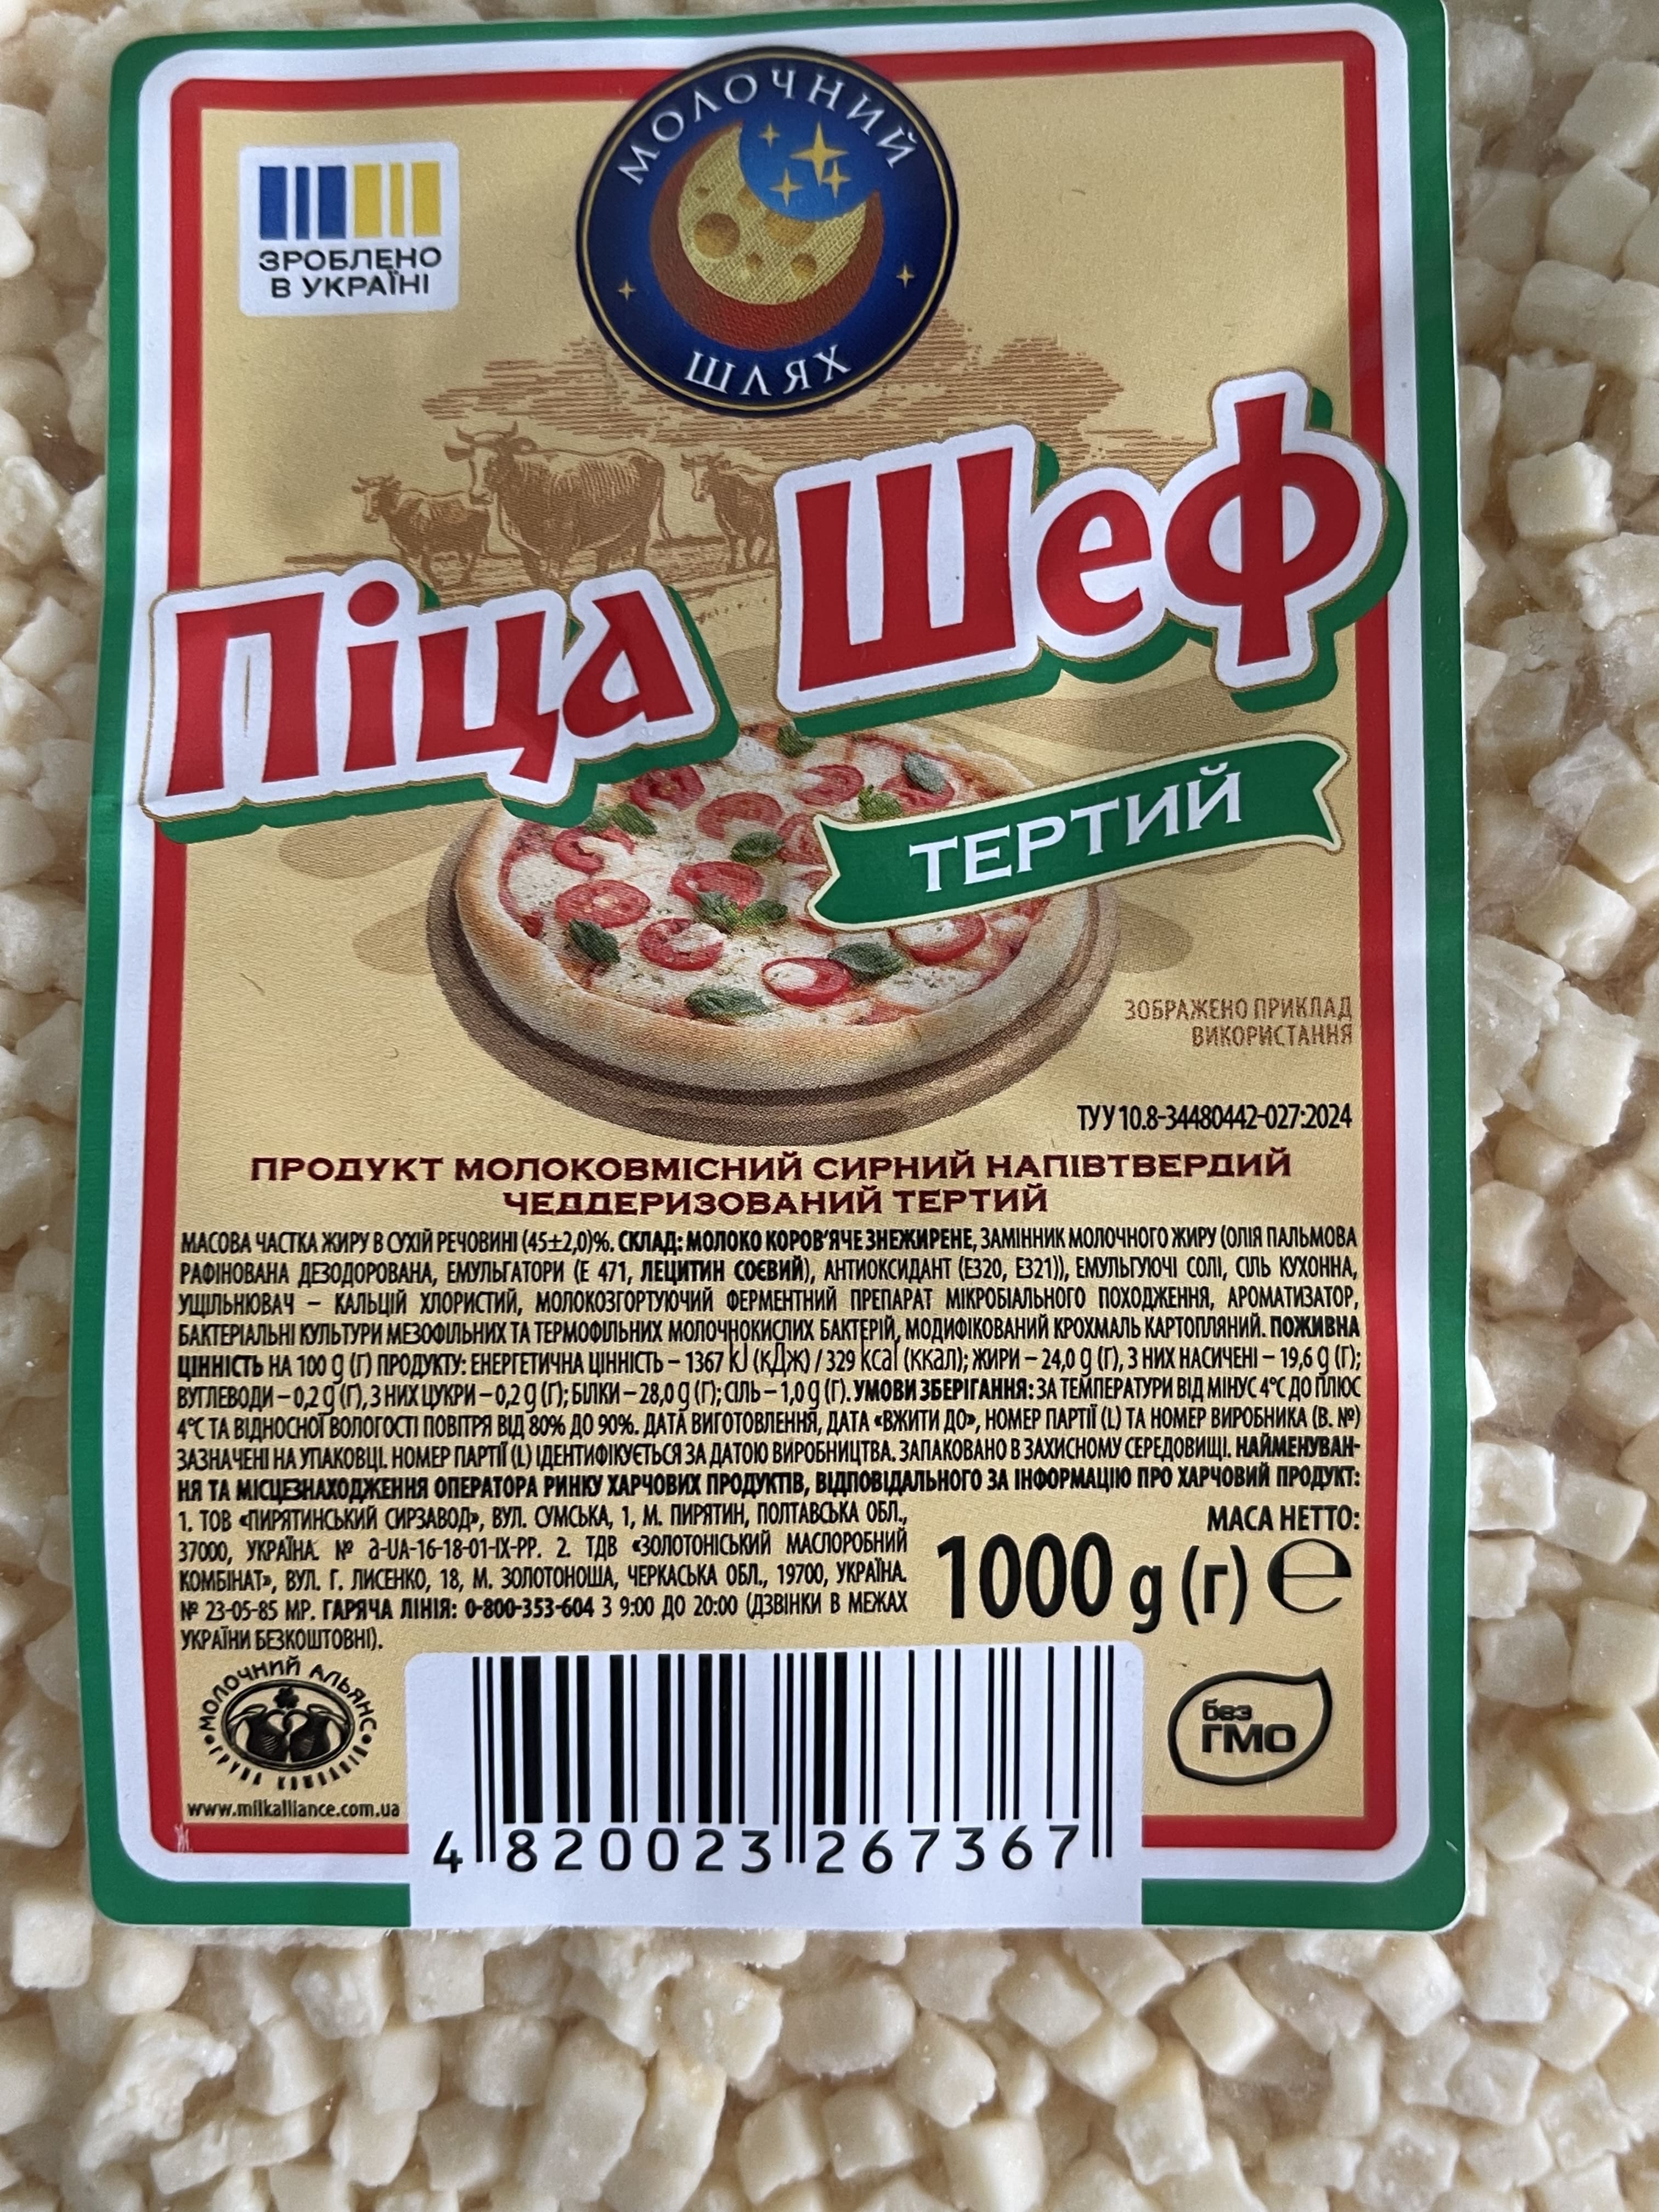 МОЛОЧНИЙ
ШЛЯХ
ЗРОБЛЕНО
В УКРАЇНІ
Піца Шеф
ТЕРТИЙ
ЗОБРАЖЕНО ПРИКЛАД
ВИКОРИСТАННЯ
ТУ У 10.8-34480442-027:2024
ПРОДУКТ МОЛОКОВМІСНИЙ СИРНИЙ НАПІВТВЕРДИЙ
ЧЕДДЕРИЗОВАНИЙ ТЕРТИЙ
МАСОВА ЧАСТКА ЖИРУ В СУХІЙ РЕЧОВИНІ (45±2,0)%. СКЛАД: МОЛОКО КОРОВ'ЯЧЕ ЗНЕЖИРЕНЕ, ЗАМІННИК МОЛОЧНОГО ЖИРУ (ОЛІЯ ПАЛЬМОВА
РАФІНОВАНА ДЕЗОДОРОВАНА, ЕМУЛЬГАТОРИ (Е 471, ЛЕЦИТИН СОЄВИЙ), АНТИОКСИДАНТ (Е320, Е321)), ЕМУЛЬГУЮЧІ СОЛІ, СІЛЬ КУХОННА,
УЩІЛЬНЮВАЧ – КАЛЬЦІЙ ХЛОРИСТИЙ, МОЛОКОЗГОРТУЮЧИЙ ФЕРМЕНТНИЙ ПРЕПАРАТ МІКРОБІАЛЬНОГО ПОХОДЖЕННЯ, АРОМАТИЗАТОР,
БАКТЕРІАЛЬНІ КУЛЬТУРИ МЕЗОФІЛЬНИХ ТА ТЕРМОФІЛЬНИХ МОЛОЧНОКИСЛИХ БАКТЕРІЙ, МОДИФІКОВАНИЙ КРОХМАЛЬ КАРТОПЛЯНИЙ. ПОЖИВНА
ЦІННІСТЬ НА 100 g (Г) ПРОДУКТУ: ЕНЕРГЕТИЧНА ЦІННІСТЬ – 1367 kJ (кДж) / 329 kcal (ккал); ЖИРИ – 24,0 g (Г), З НИХ НАСИЧЕНІ – 19,6 g (Г);
ВУГЛЕВОДИ – 0,2 g (Г), З НИХ ЦУКРИ – 0,2 g (Г); БІЛКИ – 28,0 g (Г); СІЛЬ – 1,0 g (Г). УМОВИ ЗБЕРІГАННЯ: ЗА ТЕМПЕРАТУРИ ВІД МІНУС 4°С ДО ПЛЮС
4°С ТА ВІДНОСНОЇ ВОЛОГОСТІ ПОВІТРЯ ВІД 80% ДО 90%. ДАТА ВИГОТОВЛЕННЯ, ДАТА «ВЖИТИ ДО», НОМЕР ПАРТІЇ (L) ТА НОМЕР ВИРОБНИКА (В. №)
ЗАЗНАЧЕНІ НА УПАКОВЦІ. НОМЕР ПАРТІЇ (L) ІДЕНТИФІКУЄТЬСЯ ЗА ДАТОЮ ВИРОБНИЦТВА. ЗАПАКОВАНО В ЗАХИСНОМУ СЕРЕДОВИЩІ. НАЙМЕНУВАН-
НЯ ТА МІСЦЕЗНАХОДЖЕННЯ ОПЕРАТОРА РИНКУ ХАРЧОВИХ ПРОДУКТІВ, ВІДПОВІДАЛЬНОГО ЗА ІНФОРМАЦІЮ ПРО ХАРЧОВИЙ ПРОДУКТ:
1. ТОВ «ПИРЯТИНСЬКИЙ СИРЗАВОД», ВУЛ. СУМСЬКА, 1, М. ПИРЯТИН, ПОЛТАВСЬКА ОБЛ.,
37000, УКРАЇНА. № a-UA-16-18-01-IX-PP. 2. ТДВ «ЗОЛОТОНІСЬКИЙ МАСЛОРОБНИЙ
КОМБІНАТ», ВУЛ. Г. ЛИСЕНКО, 18, М. ЗОЛОТОНОША, ЧЕРКАСЬКА ОБЛ., 19700, УКРАЇНА.
№ 23-05-85 МР. ГАРЯЧА ЛІНІЯ: 0-800-353-604 З 9:00 ДО 20:00 (ДЗВІНКИ В МЕЖАХ
УКРАЇНИ БЕЗКОШТОВНІ).
МАСА НЕТТО:
1000 g (г) ℮
МОЛОЧНИЙ АЛЬЯНС
ГРУПА КОМПАНІЙ
www.milkalliance.com.ua
4 820023 267367
без
ГМО